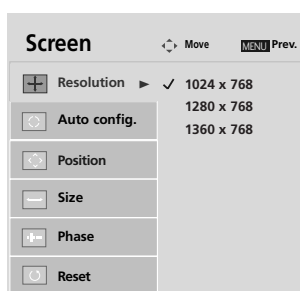 Screen Move MENU Prev.
Resolution ► ✓ 1024 x 768
1280 x 768
1360 x 768
Auto config.
Position
Size
Phase
Reset